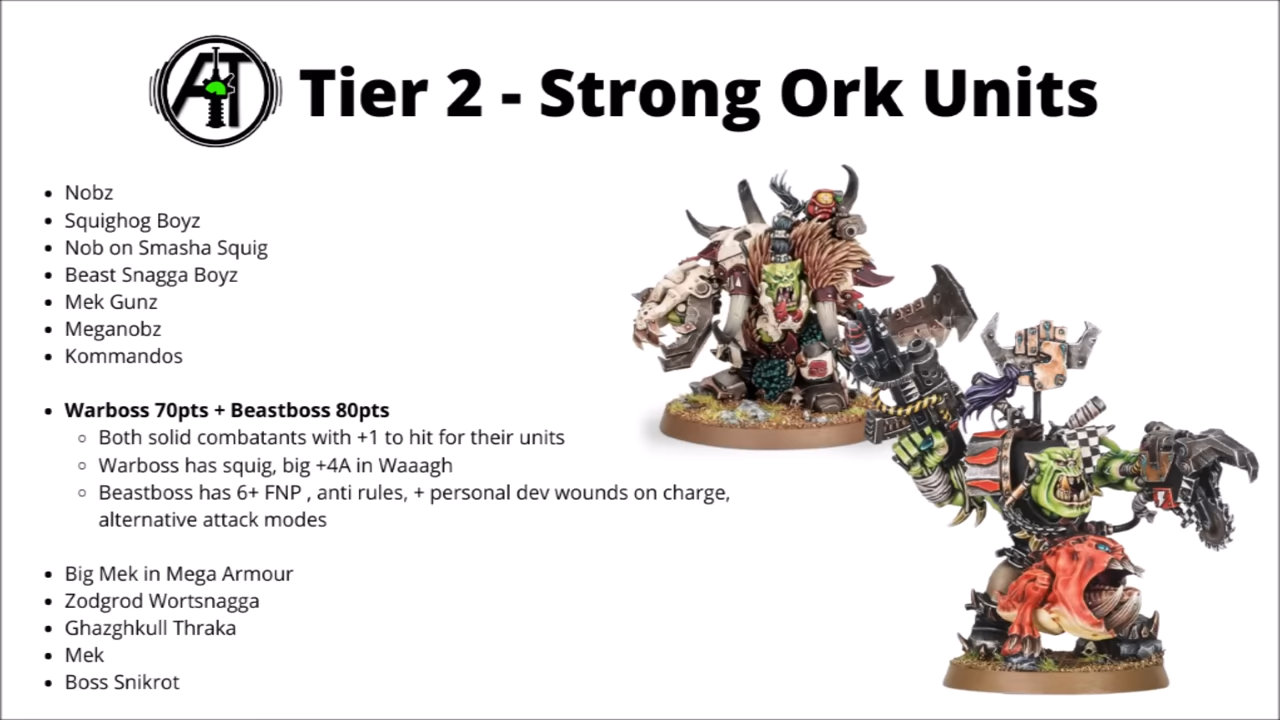 AT
Tier 2 - Strong Ork Units
Nobz
Squighog Boyz
Nob on Smasha Squig
Beast Snagga Boyz
Mek Gunz
Meganobz
Kommandos
Warboss 70pts + Beastboss 80pts
Both solid combatants with +1 to hit for their units
Warboss has squig, big +4A in Waaagh
Beastboss has 6+ FNP , anti rules, + personal dev wounds on charge,
alternative attack modes
Big Mek in Mega Armour
Zodgrod Wortsnagga
Ghazghkull Thraka
Mek
Boss Snikrot